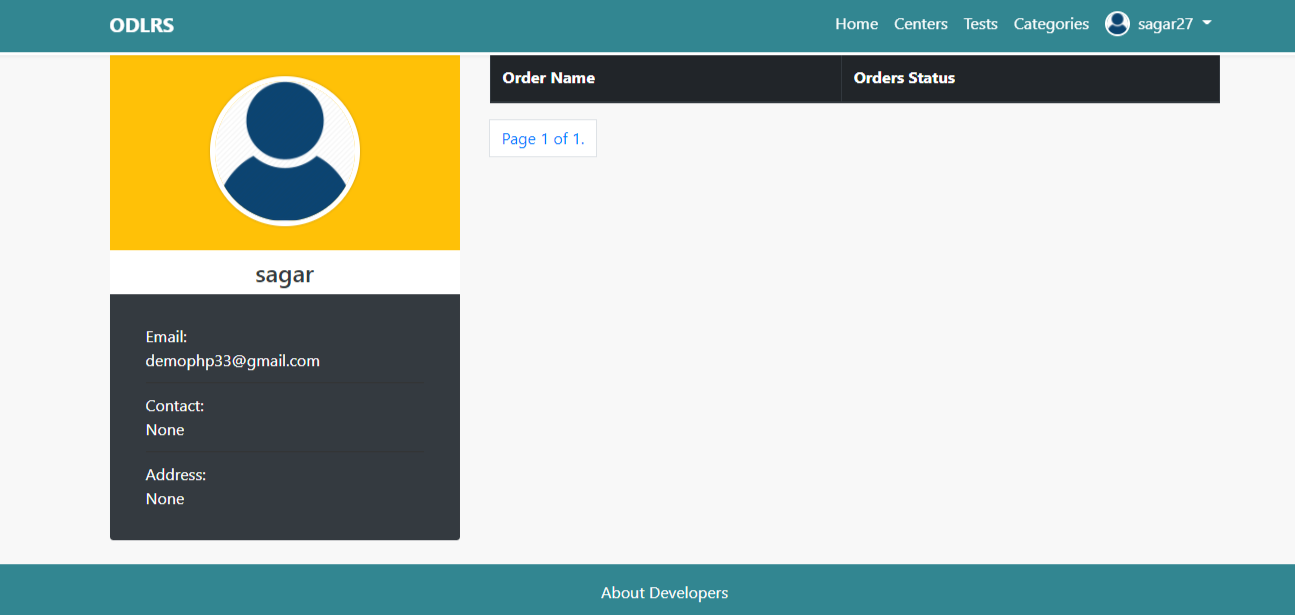 ODLRS
Home Centers Tests Categories sagar27
sagar
Email:
demophp33@gmail.com
Contact:
None
Address:
None
Order Name Orders Status
Page 1 of 1.
About Developers